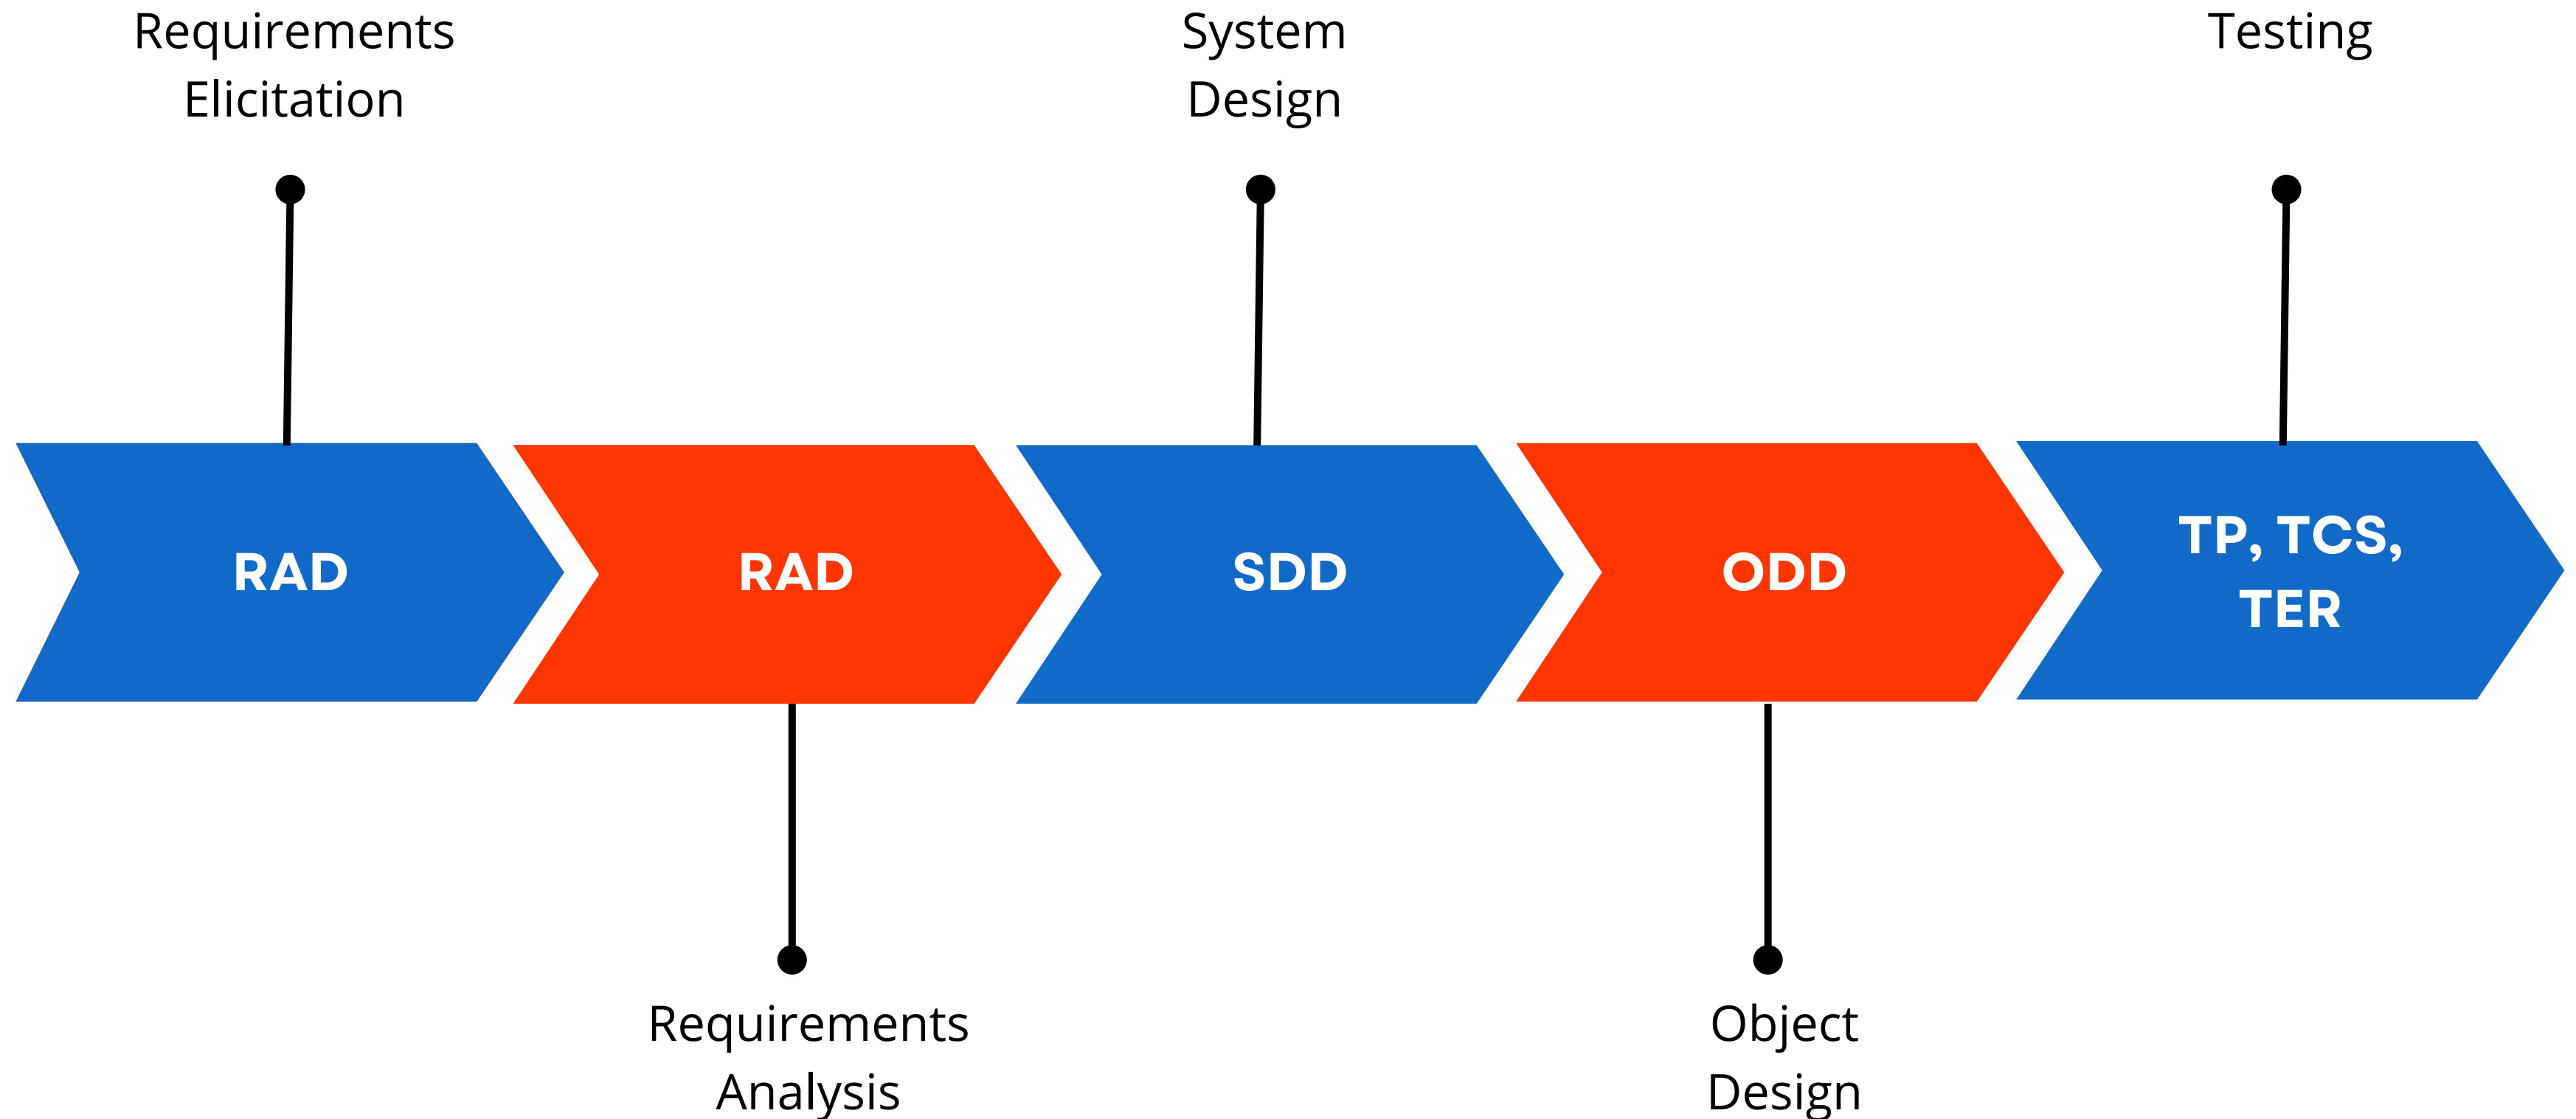 Requirements
Elicitation
System
Design
Testing
RAD
RAD
SDD
ODD
TP, TCS,
TER
Requirements
Analysis
Object
Design